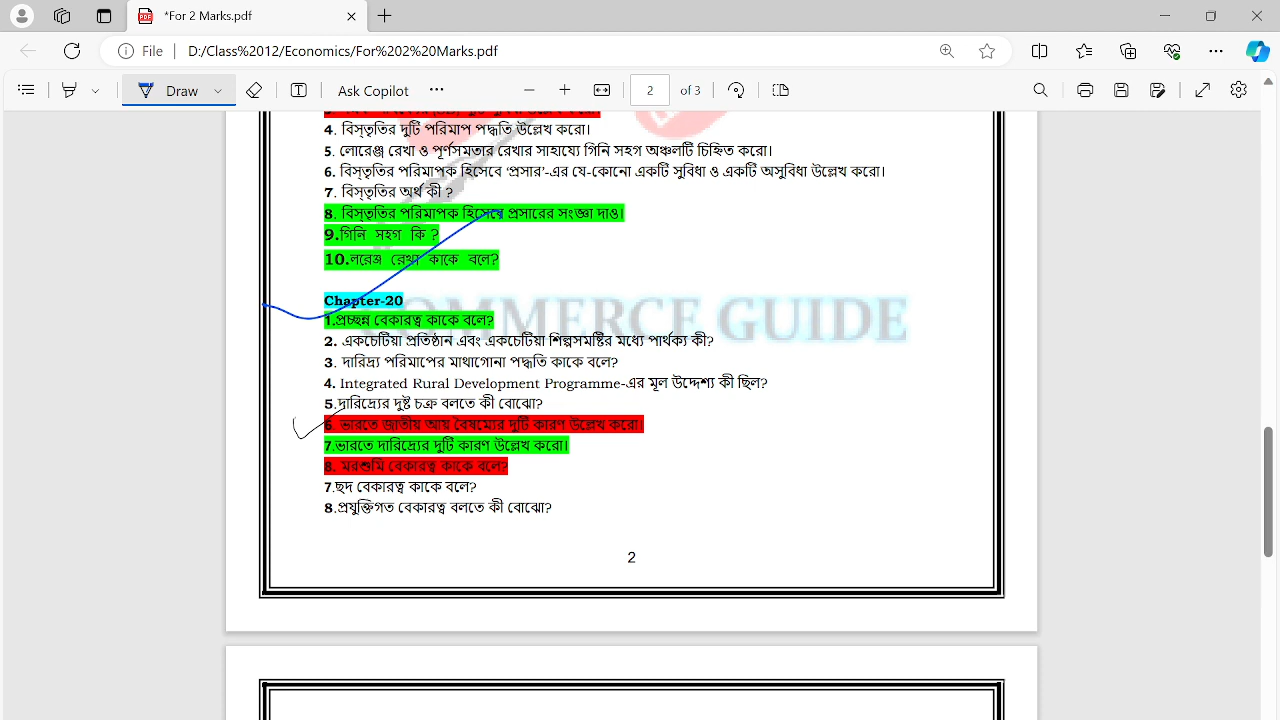 *For 2 Marks.pdf
File | D:/Class%2012/Economics/For%202%20Marks.pdf
Draw
Ask Copilot
2 of 3
4. বিস্তৃতির দুটি পরিমাপ পদ্ধতি উল্লেখ করো।
5. লোরেঞ্জ রেখা ও পূর্ণসমতার রেখার সাহায্যে গিনি সহগ অঞ্চলটি চিহ্নিত করো।
6. বিস্তৃতির পরিমাপক হিসেবে ‘প্রসার’-এর যে-কোনো একটি সুবিধা ও একটি অসুবিধা উল্লেখ করো।
7. বিস্তৃতির অর্থ কী ?
8. বিস্তৃতির পরিমাপক হিসেবে প্রসারের সংজ্ঞা দাও।
9.গিনি সহগ কি ?
10.লরেঞ্জ রেখা কাকে বলে?
Chapter-20
COMMERCE GUIDE
1.প্রচ্ছন্ন বেকারত্ব কাকে বলে?
2. একচেটিয়া প্রতিষ্ঠান এবং একচেটিয়া শিল্পসমষ্টির মধ্যে পার্থক্য কী?
3. দারিদ্র্য পরিমাপের মাথাগোনা পদ্ধতি কাকে বলে?
4. Integrated Rural Development Programme-এর মূল উদ্দেশ্য কী ছিল?
5.দারিদ্র্যের দুষ্ট চক্র বলতে কী বোঝো?
6. ভারতে জাতীয় আয় বৈষম্যের দুটি কারণ উল্লেখ করো।
7.ভারতে দারিদ্র্যের দুটি কারণ উল্লেখ করো।
8. মরশুমি বেকারত্ব কাকে বলে?
7.ছদ বেকারত্ব কাকে বলে?
8.প্রযুক্তিগত বেকারত্ব বলতে কী বোঝো?
2